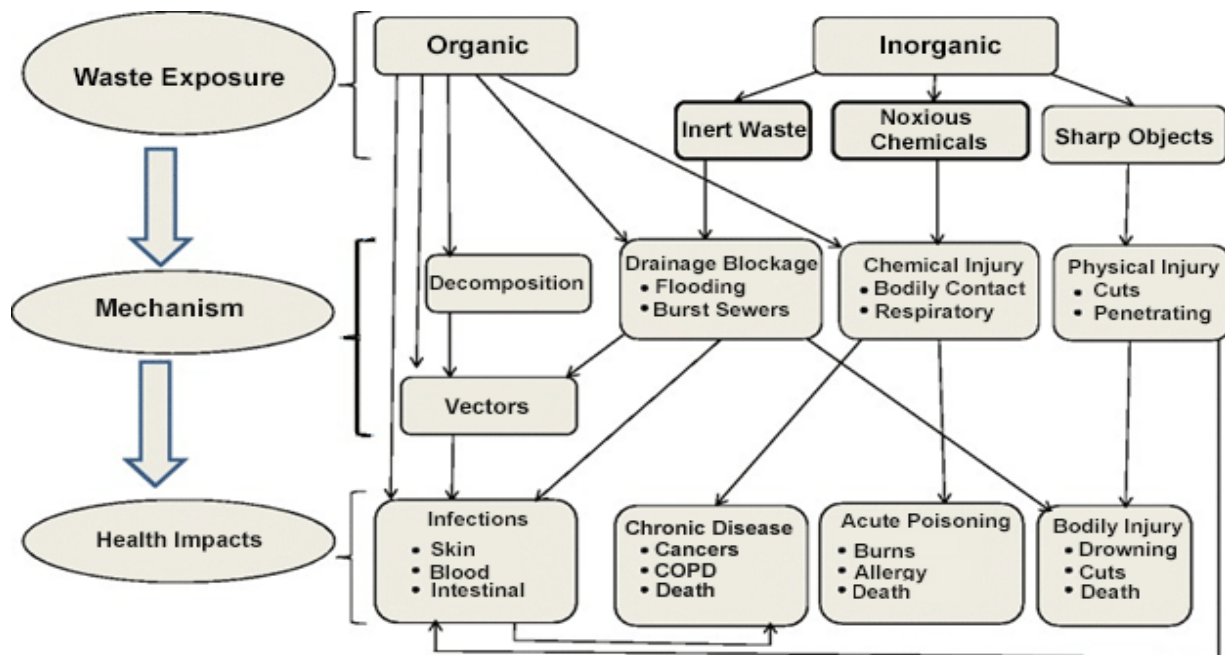 Waste Exposure
Organic
Inorganic
Inert Waste
Noxious
Chemicals
Sharp Objects
Mechanism
Decomposition
Drainage Blockage
• Flooding
• Burst Sewers
Chemical Injury
• Bodily Contact
• Respiratory
Physical Injury
• Cuts
• Penetrating
Vectors
Health Impacts
Infections
• Skin
• Blood
• Intestinal
Chronic Disease
• Cancers
• COPD
• Death
Acute Poisoning
• Burns
• Allergy
• Death
Bodily Injury
• Drowning
• Cuts
• Death